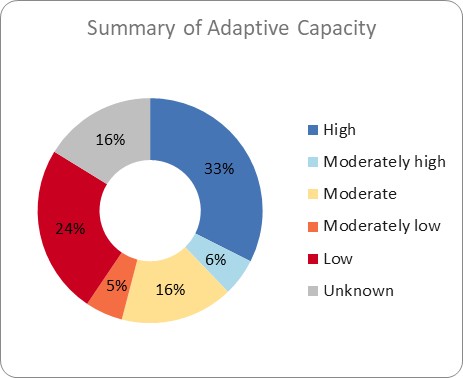 Summary of Adaptive Capacity
16%
33%
24%
6%
5%
16%
High
Moderately high
Moderate
Moderately low
Low
Unknown